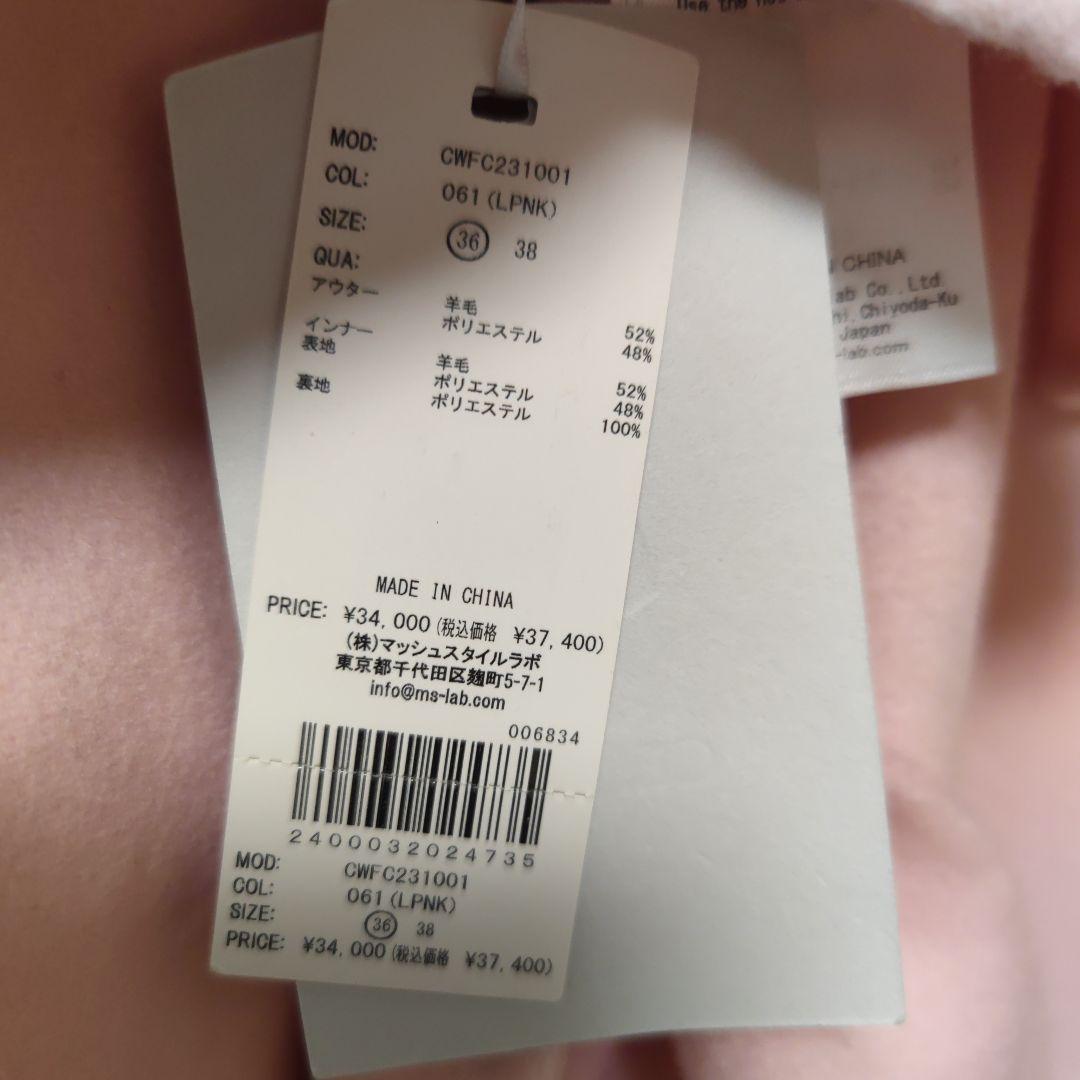 Use the
MOD: CWFC231001
COL: 061(LPNK)
SIZE: 36 38
QUA:
アウター 羊毛 52%
ポリエステル 48%
インナー
表地 羊毛 52%
ポリエステル 48%
裏地 ポリエステル 100%
MADE IN CHINA
PRICE: ¥34,000(税込価格 ¥37,400)
(株)マッシュスタイルラボ
東京都千代田区麹町5-7-1
info@ms-lab.com
006834
2400032024735
MOD: CWFC231001
COL: 061(LPNK)
SIZE: 36 38
PRICE: ¥34,000(税込価格 ¥37,400)
CHINA
ab Co.,Ltd.
hi,Chiyoda-Ku
Japan
-lab.com